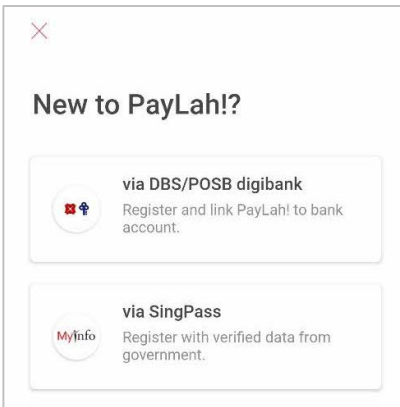 New to PayLah!?
via DBS/POSB digibank
Register and link PayLah! to bank
account.
via SingPass
MyInfo
Register with verified data from
government.